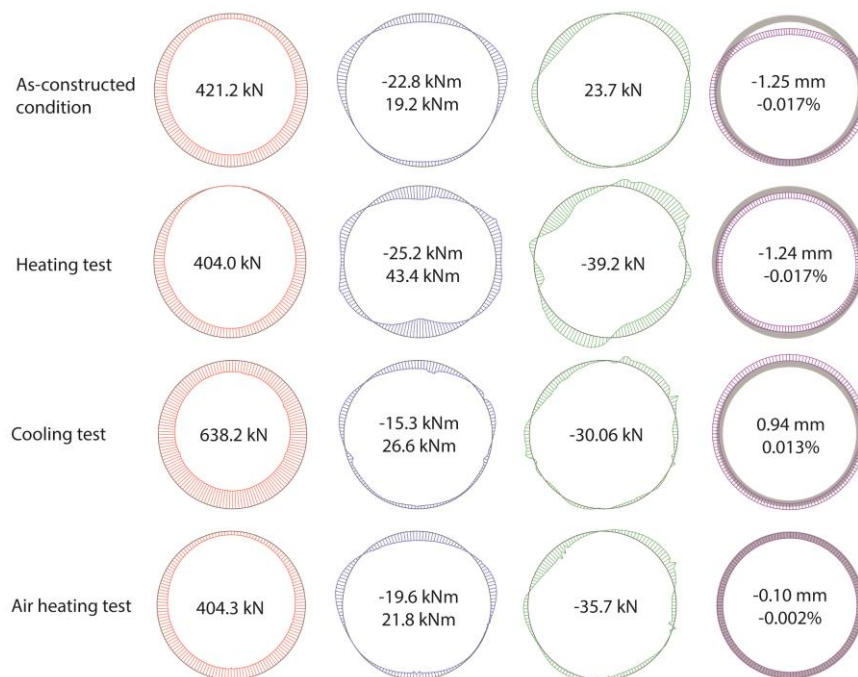 As-constructed
condition
421.2 kN
-22.8 kNm
19.2 kNm
23.7 kN
-1.25 mm
-0.017%
Heating test
404.0 kN
-25.2 kNm
43.4 kNm
-39.2 kN
-1.24 mm
-0.017%
Cooling test
638.2 kN
-15.3 kNm
26.6 kNm
-30.06 kN
0.94 mm
0.013%
Air heating test
404.3 kN
-19.6 kNm
21.8 kNm
-35.7 kN
-0.10 mm
-0.002%